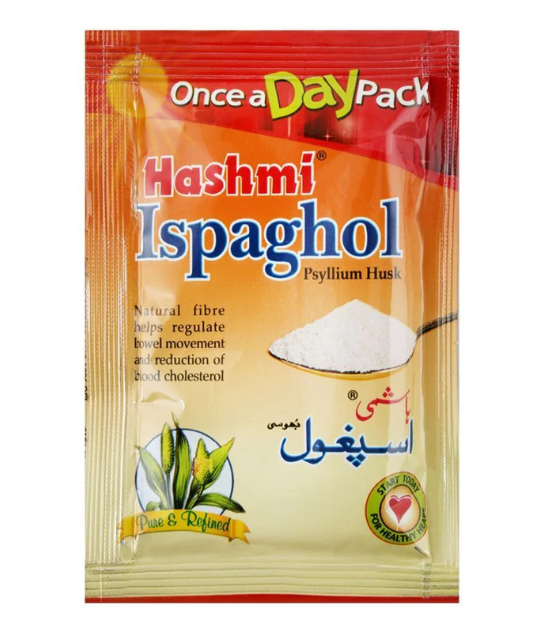 Once a Day Pack
Hashmi®
Ispaghol
Psyllium Husk
Natural fibre
helps regulate
bowel movement
and reduction of
blood cholesterol
ہاشمی®
اسپغول بُھوسی
START TODAY
FOR HEALTHY HEART
Pure & Refined